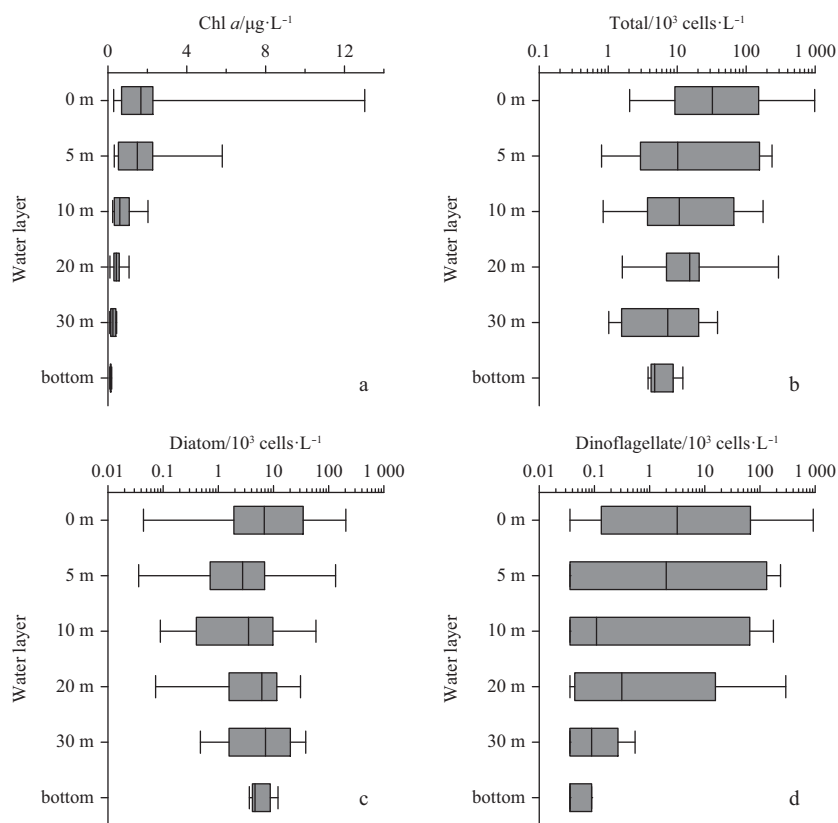 Chl a/μg·L⁻¹
0 4 8 12
0 m
5 m
10 m
20 m
30 m
bottom
Water layer
a
Total/10³ cells·L⁻¹
0.1 1 10 100 1 000
0 m
5 m
10 m
20 m
30 m
bottom
Water layer
b
Diatom/10³ cells·L⁻¹
0.01 0.1 1 10 100 1 000
0 m
5 m
10 m
20 m
30 m
bottom
Water layer
c
Dinoflagellate/10³ cells·L⁻¹
0.01 0.1 1 10 100 1 000
0 m
5 m
10 m
20 m
30 m
bottom
Water layer
d